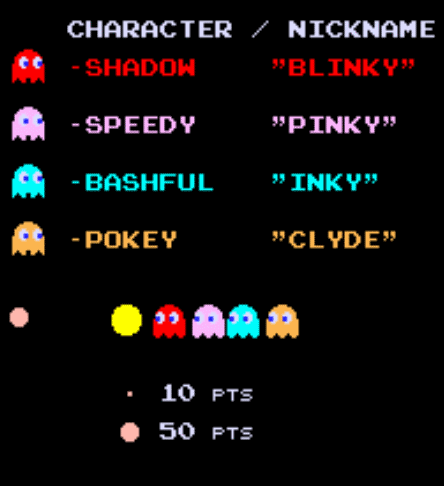 CHARACTER / NICKNAME
-SHADOW "BLINKY"
-SPEEDY "PINKY"
-BASHFUL "INKY"
-POKEY "CLYDE"
10 PTS
50 PTS